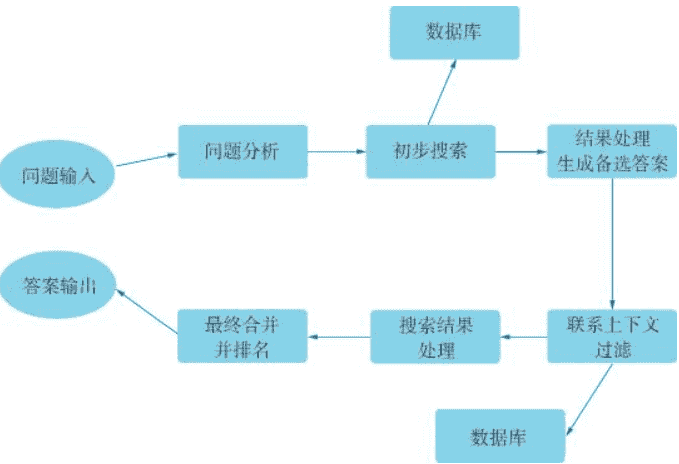 数据库
问题输入
问题分析
初步搜索
结果处理
生成备选答案
答案输出
最终合并
并排名
搜索结果
处理
联系上下文
过滤
数据库